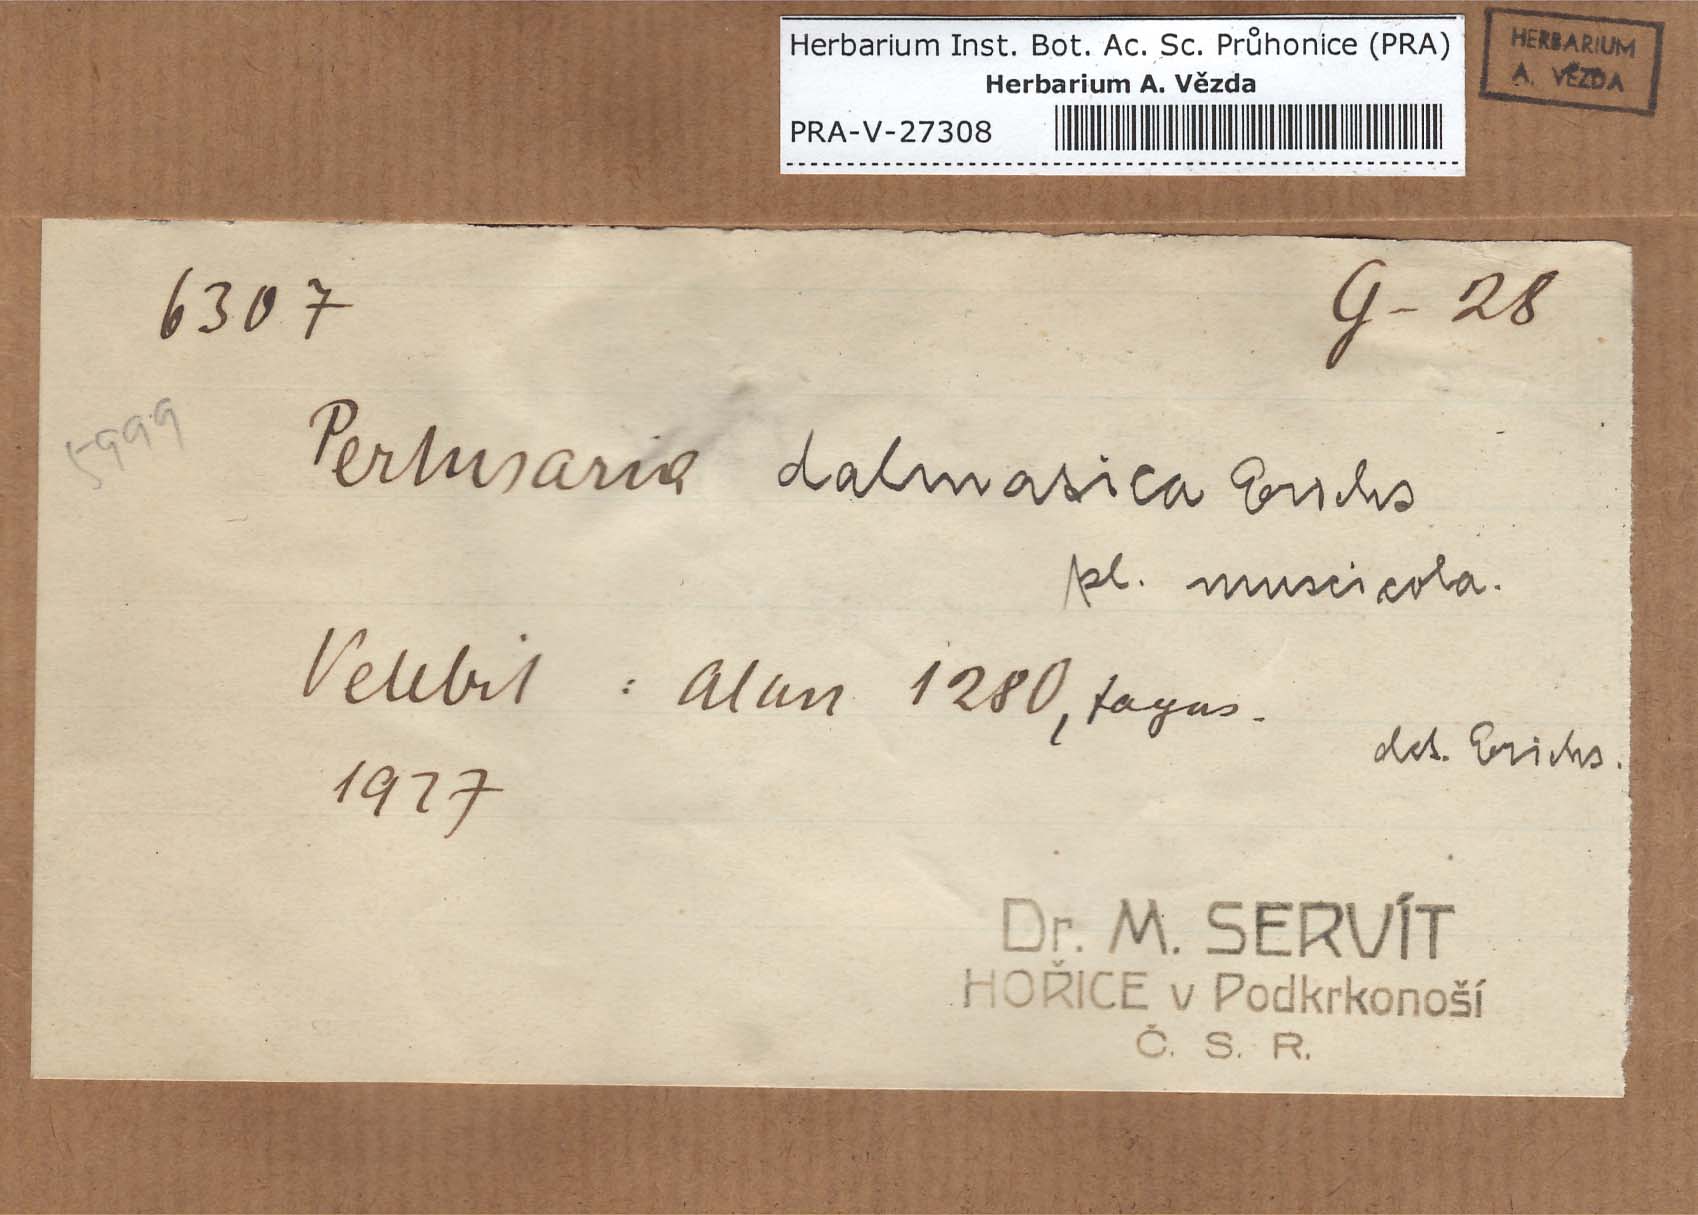 Herbarium Inst. Bot. Ac. Sc. Průhonice (PRA)
Herbarium A. Vězda
PRA-V-27308
HERBARIUM
A. VĚZDA
6307
G - 28
5999
Pertusaria dalmatica Erichs
pl. muscicola.
Velebit : Alan 1280, fagus.
det. Erichs.
1927
Dr. M. SERVÍT
HOŘICE v Podkrkonoší
Č. S. R.